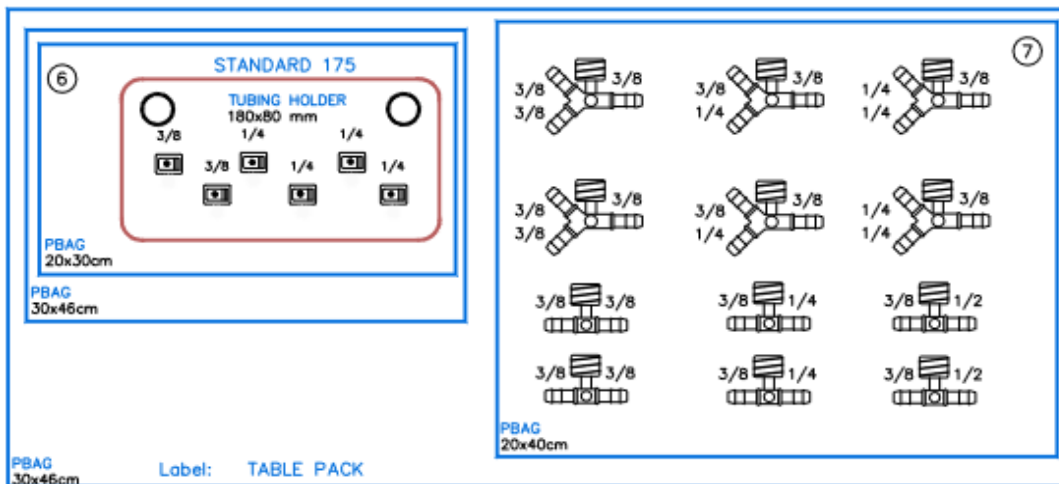 6
STANDARD 175
TUBING HOLDER
180x80 mm
3/8 1/4 1/4
3/8 1/4 1/4
PBAG
20x30cm
PBAG
30x46cm
7
3/8 3/8 3/8 3/8 1/4 3/8
3/8 1/4 1/4
3/8 3/8 3/8 3/8 1/4 3/8
3/8 1/4 1/4
3/8 3/8 3/8 1/4 3/8 1/2
3/8 3/8 3/8 1/4 3/8 1/2
PBAG
20x40cm
PBAG
30x46cm
Label: TABLE PACK